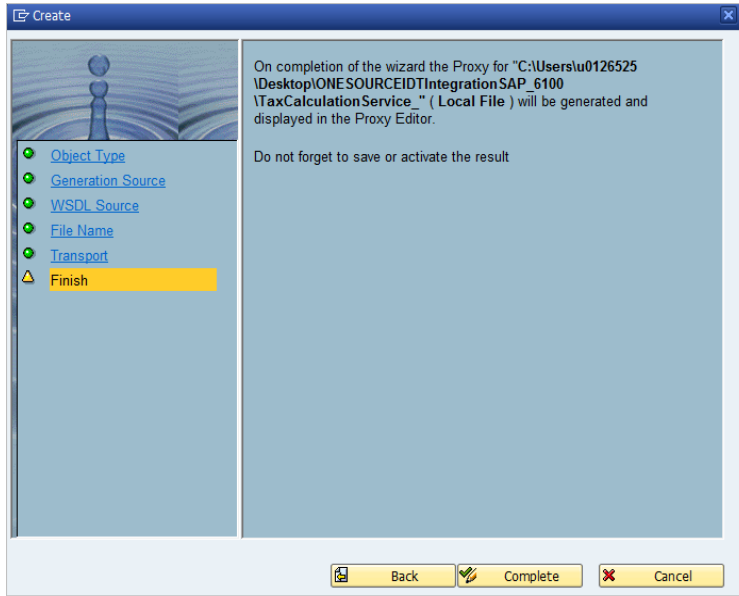 Create
On completion of the wizard the Proxy for "C:\Users\u0126525
\Desktop\ONESOURCEIDTIntegrationSAP_6100
\TaxCalculationService_" ( Local File ) will be generated and
displayed in the Proxy Editor.
Do not forget to save or activate the result
Object Type
Generation Source
WSDL Source
File Name
Transport
Finish
Back
Complete
Cancel